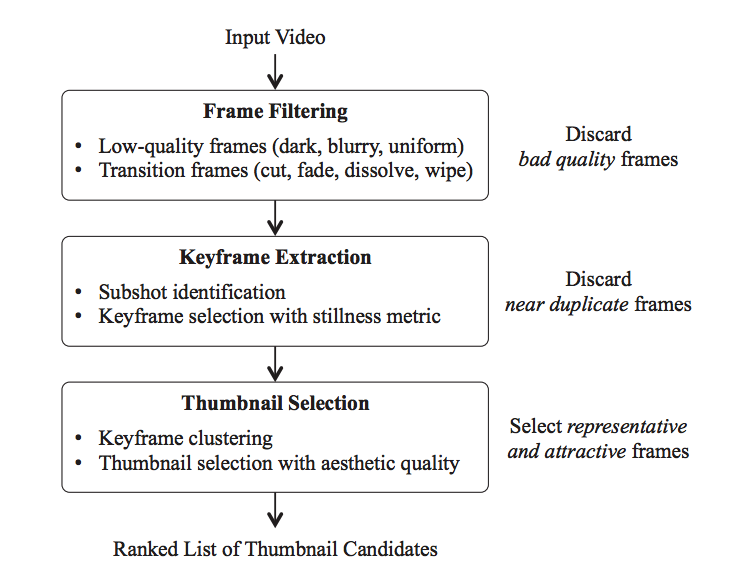 Input Video
Frame Filtering
• Low-quality frames (dark, blurry, uniform)
• Transition frames (cut, fade, dissolve, wipe)
Discard
bad quality frames
Keyframe Extraction
• Subshot identification
• Keyframe selection with stillness metric
Discard
near duplicate frames
Thumbnail Selection
• Keyframe clustering
• Thumbnail selection with aesthetic quality
Select representative
and attractive frames
Ranked List of Thumbnail Candidates